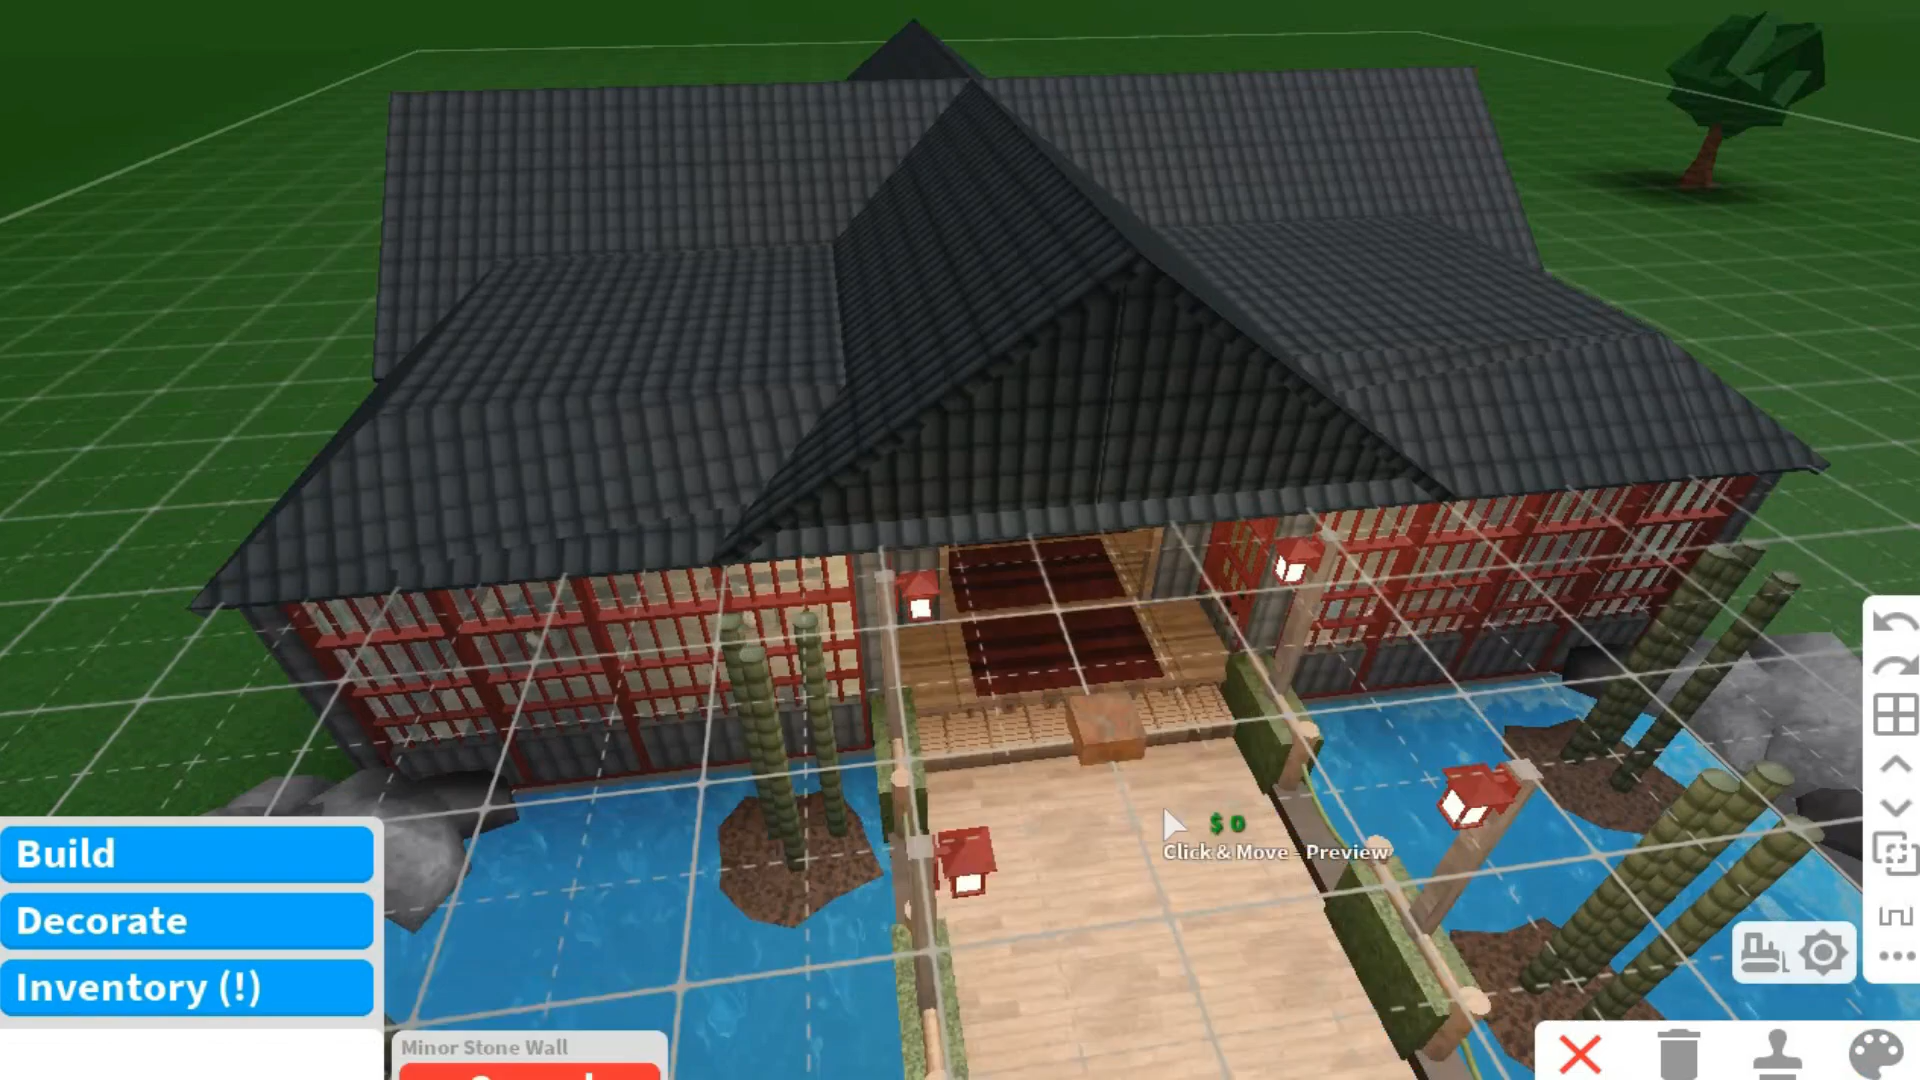 $ 0
Click & Move - Preview
Build
Decorate
Inventory (!)
Minor Stone Wall